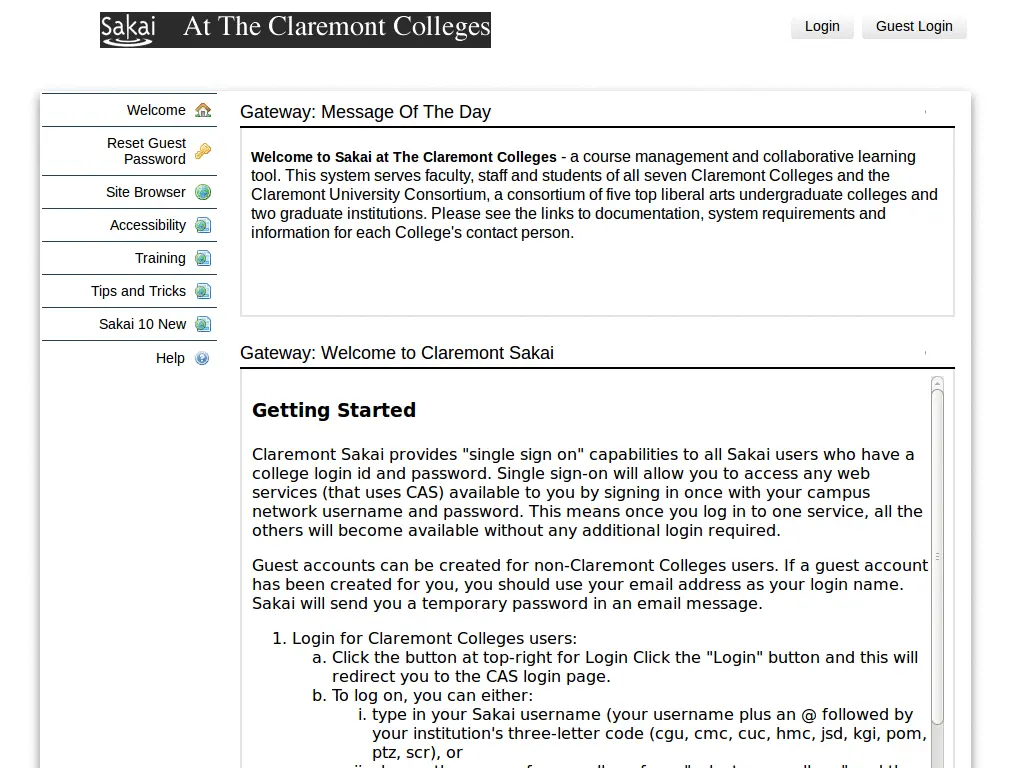 Sakai At The Claremont Colleges
Login Guest Login
Welcome
Reset Guest
Password
Site Browser
Accessibility
Training
Tips and Tricks
Sakai 10 New
Help
Gateway: Message Of The Day
Welcome to Sakai at The Claremont Colleges - a course management and collaborative learning
tool. This system serves faculty, staff and students of all seven Claremont Colleges and the
Claremont University Consortium, a consortium of five top liberal arts undergraduate colleges and
two graduate institutions. Please see the links to documentation, system requirements and
information for each College's contact person.
Gateway: Welcome to Claremont Sakai
Getting Started
Claremont Sakai provides "single sign on" capabilities to all Sakai users who have a
college login id and password. Single sign-on will allow you to access any web
services (that uses CAS) available to you by signing in once with your campus
network username and password. This means once you log in to one service, all the
others will become available without any additional login required.
Guest accounts can be created for non-Claremont Colleges users. If a guest account
has been created for you, you should use your email address as your login name.
Sakai will send you a temporary password in an email message.
1. Login for Claremont Colleges users:
a. Click the button at top-right for Login Click the "Login" button and this will
redirect you to the CAS login page.
b. To log on, you can either:
i. type in your Sakai username (your username plus an @ followed by
your institution's three-letter code (cgu, cmc, cuc, hmc, jsd, kgi, pom,
ptz, scr), or